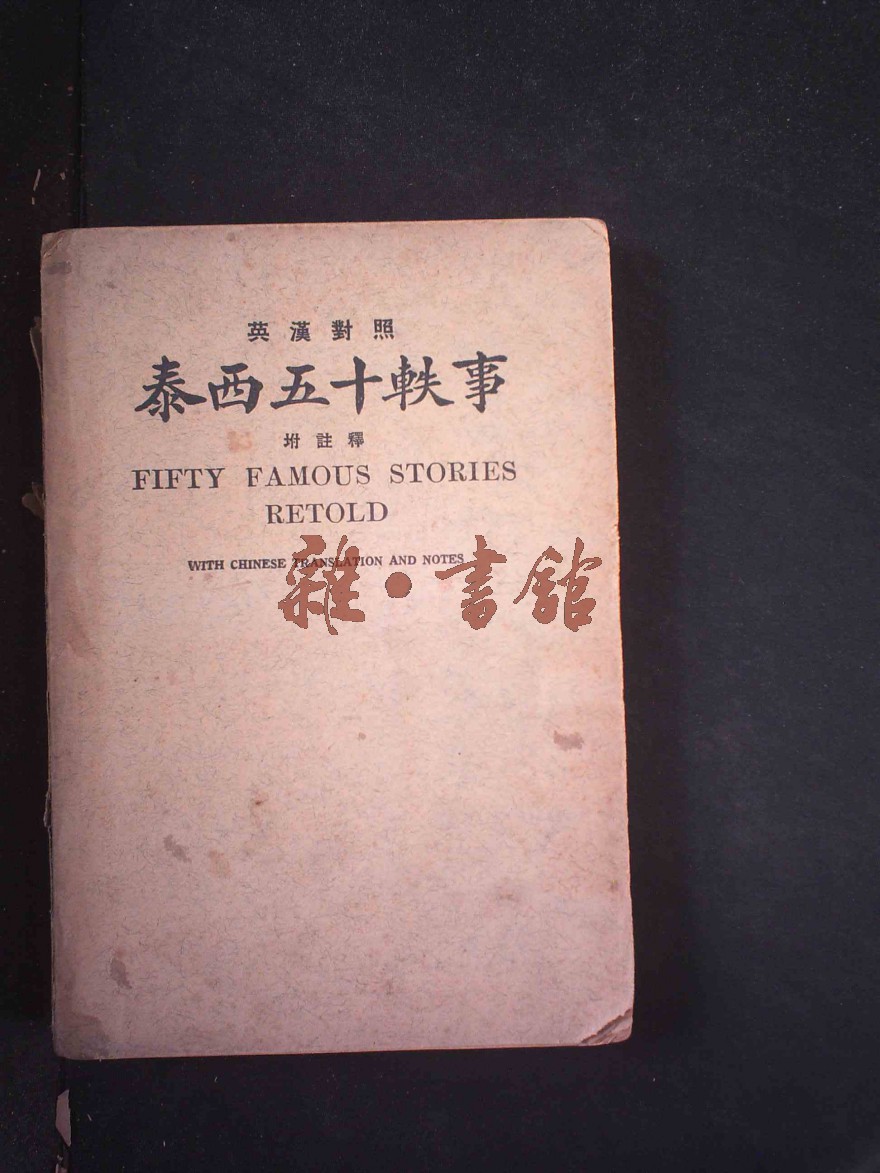 英漢對照
泰西五十軼事
坿註釋
FIFTY FAMOUS STORIES
RETOLD
WITH CHINESE TRANSLATION AND NOTES
雜·書館